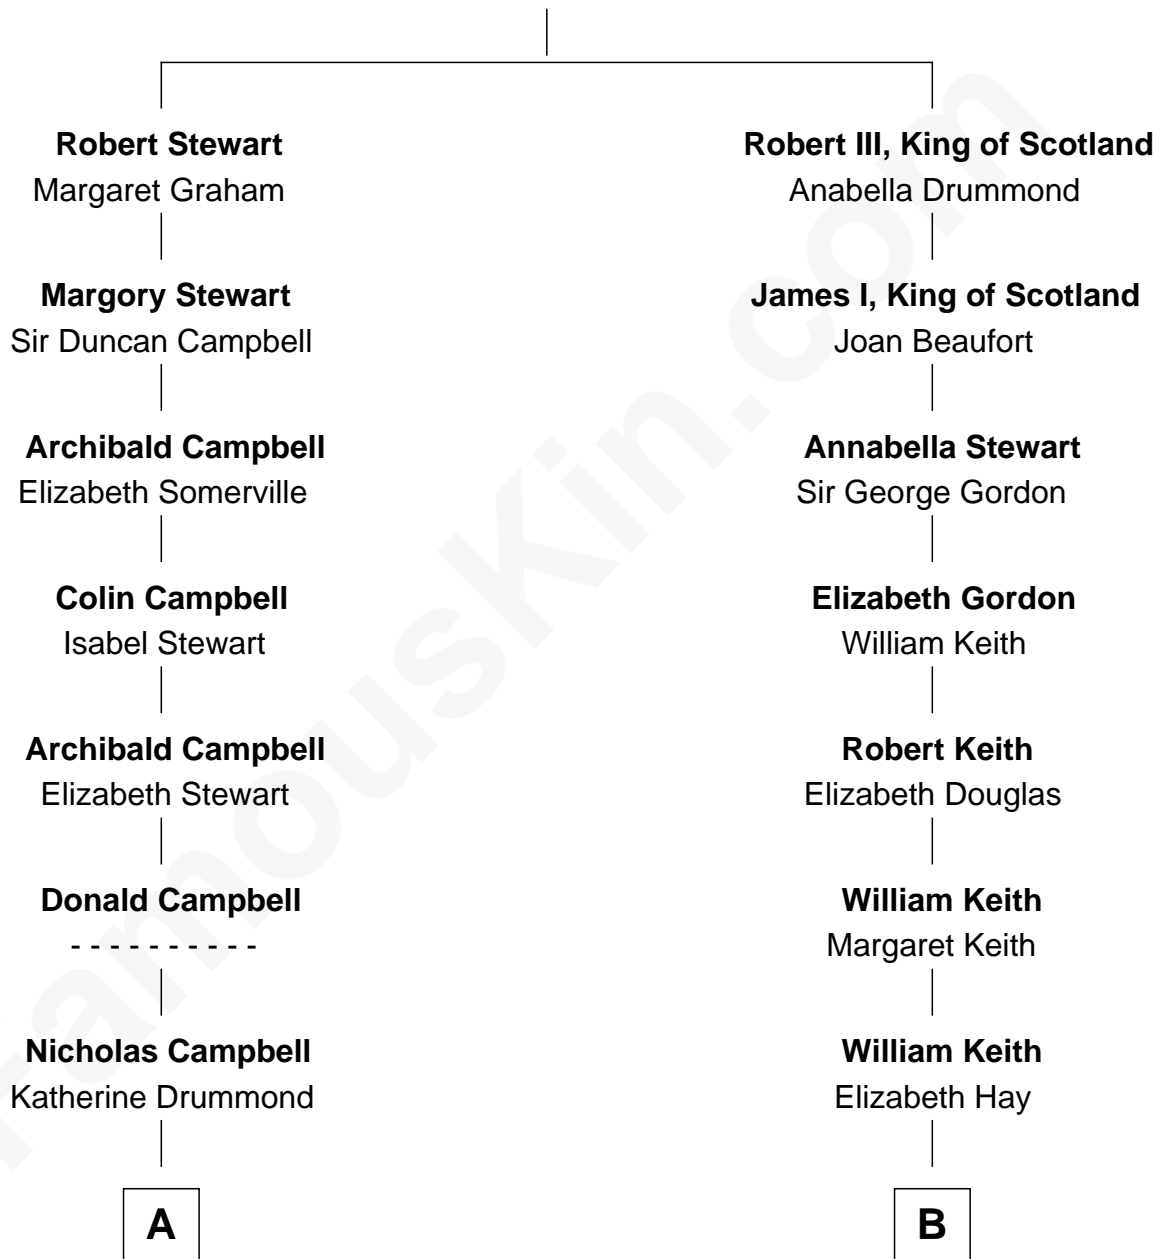 Robert Stewart
Margaret Graham
Margory Stewart
Sir Duncan Campbell
Archibald Campbell
Elizabeth Somerville
Colin Campbell
Isabel Stewart
Archibald Campbell
Elizabeth Stewart
Donald Campbell
- - - - - - - - - -
Nicholas Campbell
Katherine Drummond
A
Robert III, King of Scotland
Anabella Drummond
James I, King of Scotland
Joan Beaufort
Annabella Stewart
Sir George Gordon
Elizabeth Gordon
William Keith
Robert Keith
Elizabeth Douglas
William Keith
Margaret Keith
William Keith
Elizabeth Hay
B
FamousKin.com